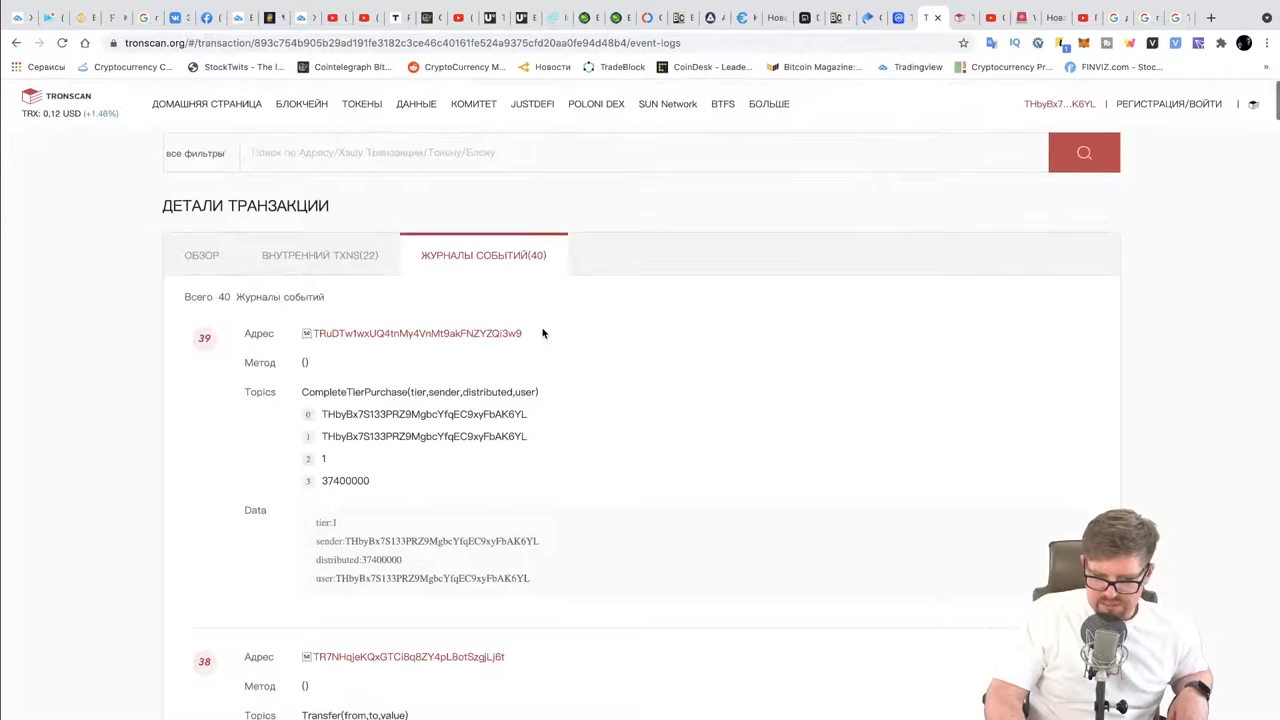 tronscan.org/#/transaction/893c754b905b29ad191fe382c3cec6c40161fe524a9375cfd20aa0fe94d48b4/event-logs
Сервисы
Cryptocurrency C...
StockTwits - The l...
Cointelegraph Bit...
CryptoCurrency M...
Новости
TradeBlock
CoinDesk - Leade...
Bitcoin Magazine:...
Tradingview
Cryptocurrency Pr...
FINVIZ.com - Stoc...
TRONSCAN
TRX: 0,12 USD (+1.46%)
ДОМАШНЯЯ СТРАНИЦА
БЛОКЧЕЙН
ТОКЕНЫ
ДАННЫЕ
КОМИТЕТ
JUSTDEFI
POLONI DEX
SUN Network
BTFS
БОЛЬШЕ
THbyBx7...K6YL
РЕГИСТРАЦИЯ/ВОЙТИ
все фильтры
Поиск по Адресу/Хэшу Транзакции/Токену/Блоку
ДЕТАЛИ ТРАНЗАКЦИИ
ОБЗОР
ВНУТРЕННИЙ TXNS(22)
ЖУРНАЛЫ СОБЫТИЙ(40)
Всего 40 Журналы событий
39
Адрес
TRuDTw1wxUQ4tnMy4VnMt9akFNZYZQi3w9
Метод
()
Topics
CompleteTierPurchase(tier,sender,distributed,user)
0 THbyBx7S133PRZ9MgbcYfqEC9xyFbAK6YL
1 THbyBx7S133PRZ9MgbcYfqEC9xyFbAK6YL
2 1
3 37400000
Data
tier:1
sender:THbyBx7S133PRZ9MgbcYfqEC9xyFbAK6YL
distributed:37400000
user:THbyBx7S133PRZ9MgbcYfqEC9xyFbAK6YL
38
Адрес
TR7NHqjeKQxGTCi8q8ZY4pL8otSzgjLj6t
Метод
()
Topics
Transfer(from,to,value)